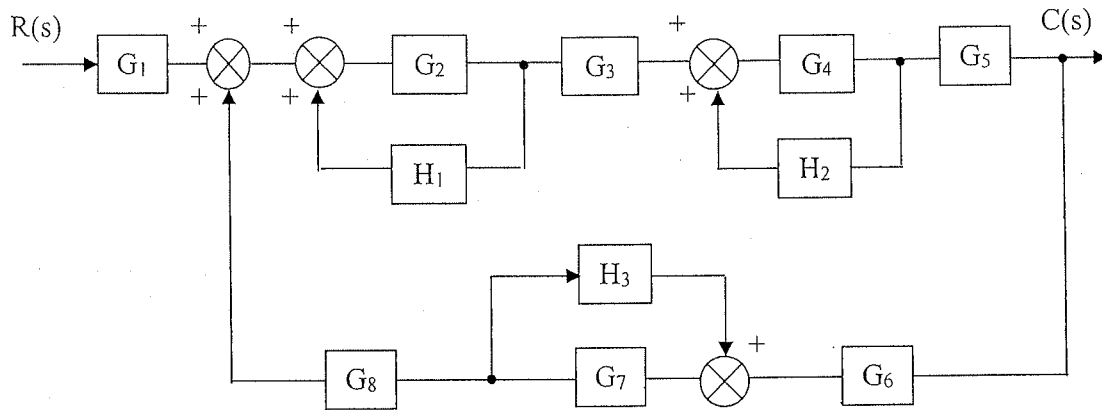 R(s)
C(s)
G₁
+
+
+
+
G₂
G₃
+
+
G₄
G₅
H₁
H₂
H₃
+
G₈
G₇
G₆